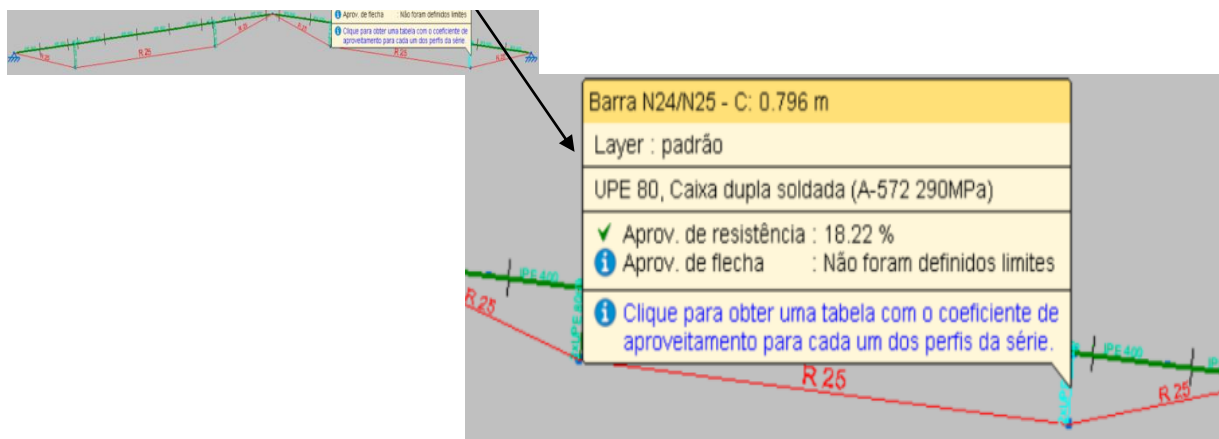 Aprov. de flecha : Não foram definidos limites
Clique para obter uma tabela com o coeficiente de
aproveitamento para cada um dos perfis da série.
R 25
R 25
R 25
R 25
R 25
Barra N24/N25 - C: 0.796 m
Layer : padrão
UPE 80, Caixa dupla soldada (A-572 290MPa)
Aprov. de resistência : 18.22 %
Aprov. de flecha : Não foram definidos limites
Clique para obter uma tabela com o coeficiente de
aproveitamento para cada um dos perfis da série.
IPE 400
IPE 400
R 25
R 25
R 25